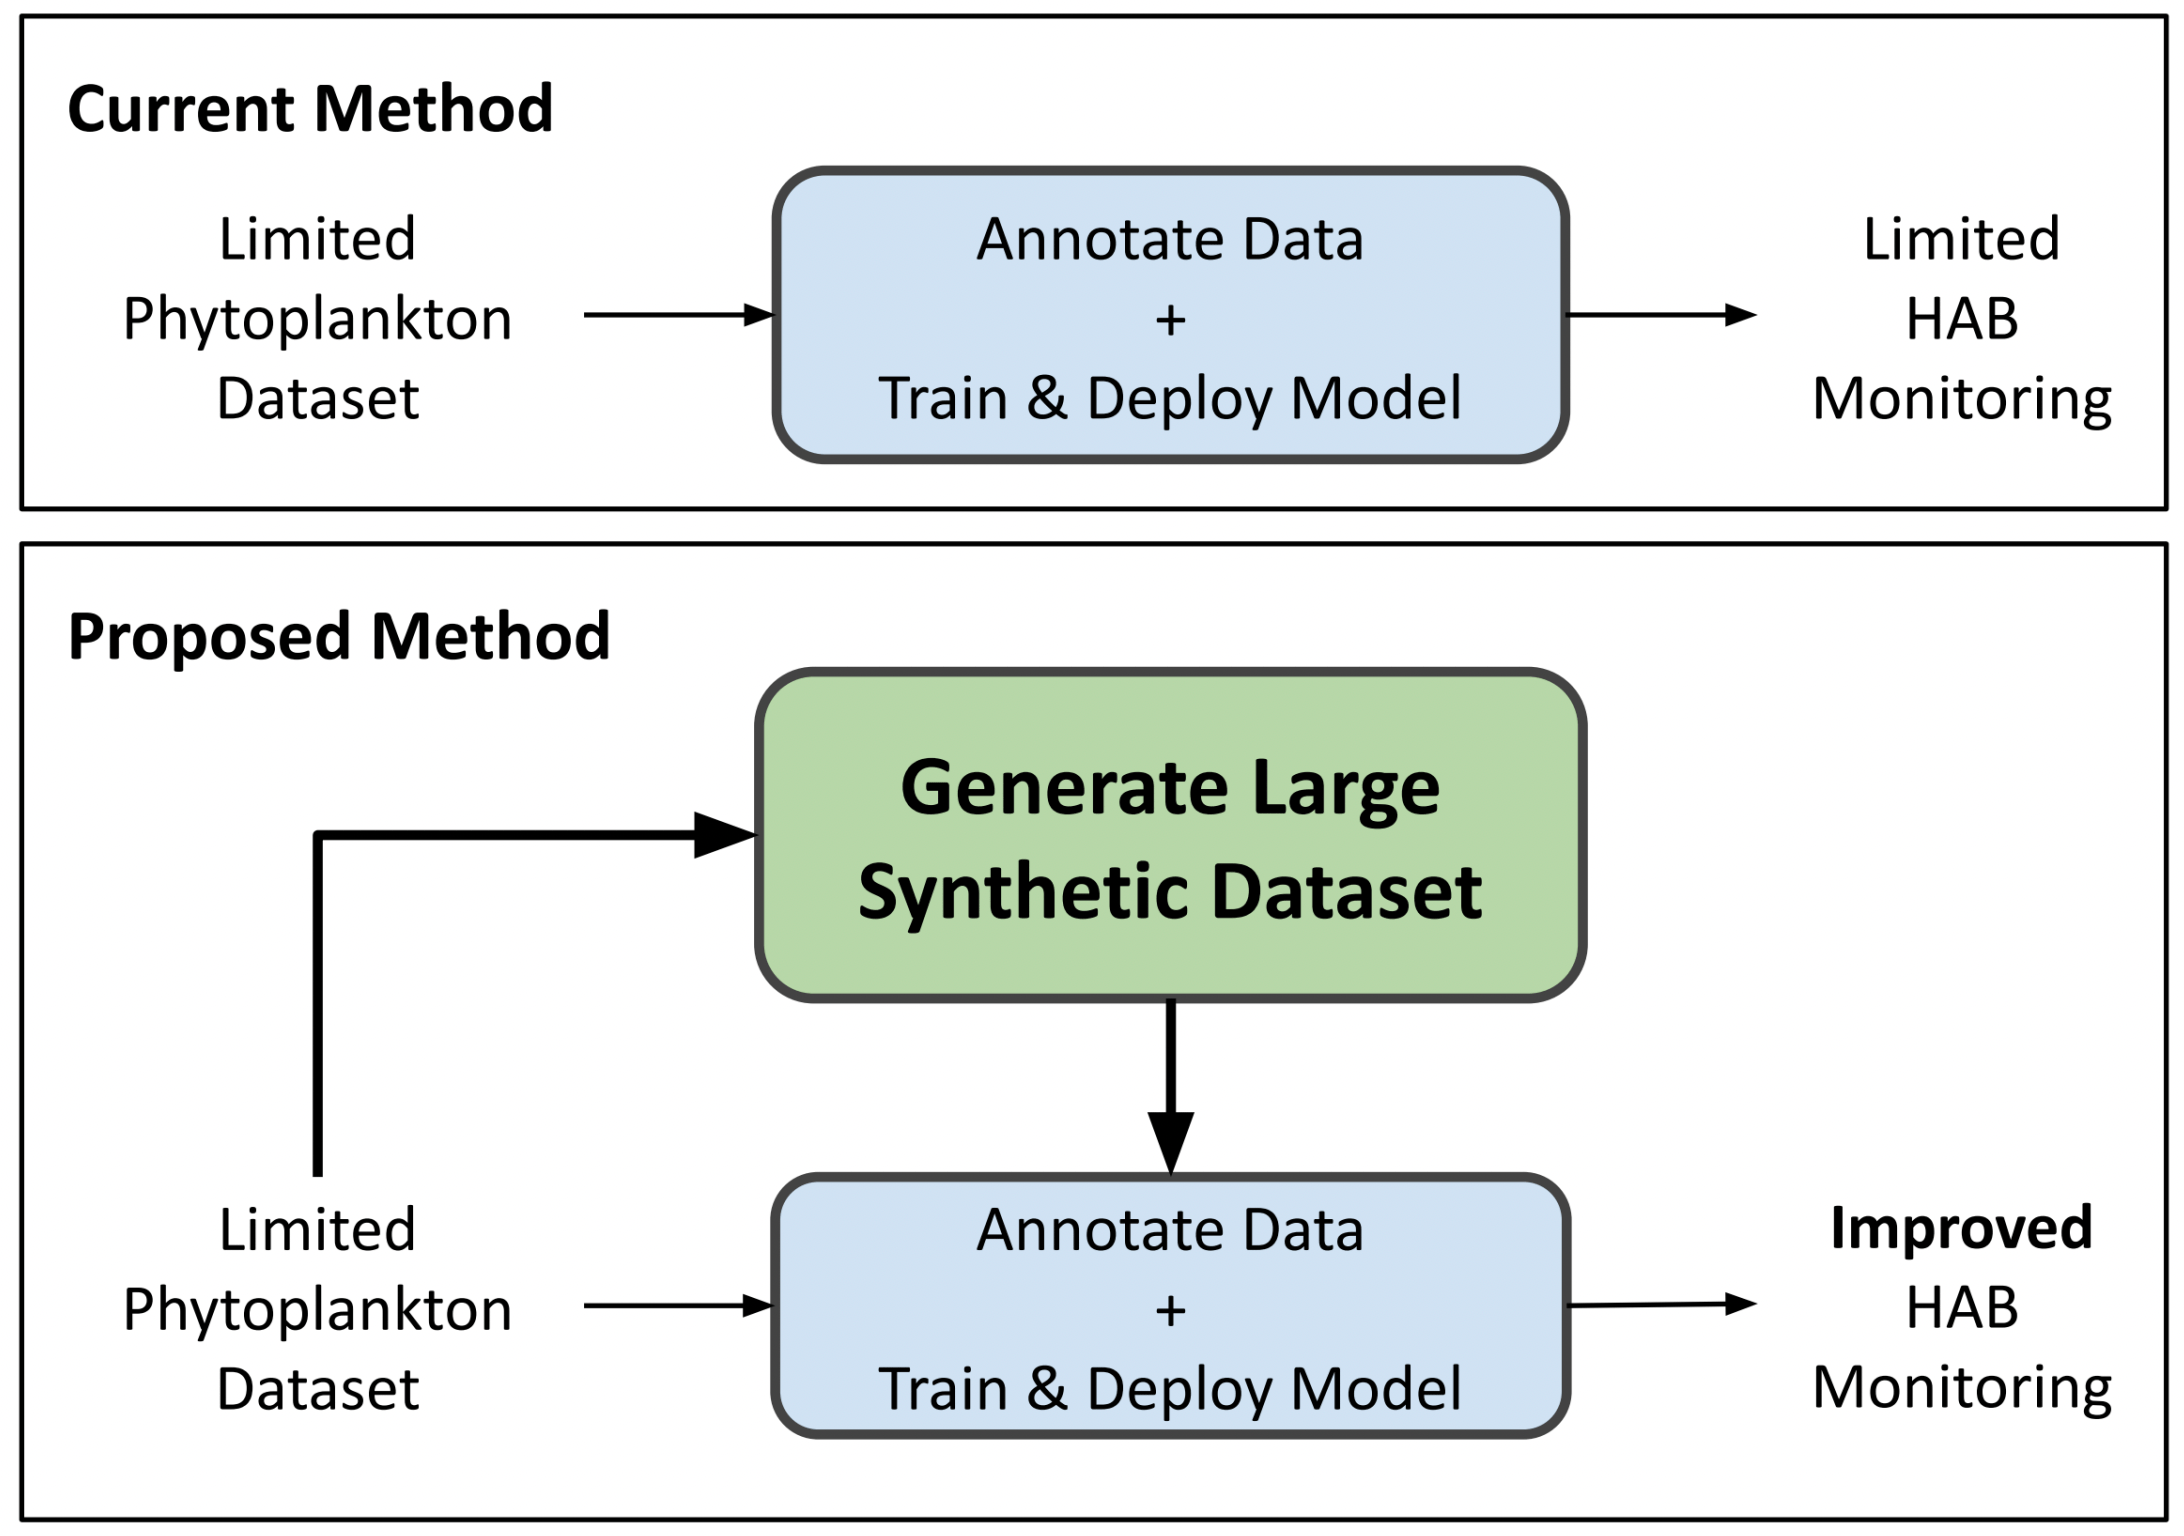 Current Method
Limited
Phytoplankton
Dataset
Annotate Data
+
Train & Deploy Model
Limited
HAB
Monitoring
Proposed Method
Generate Large
Synthetic Dataset
Limited
Phytoplankton
Dataset
Annotate Data
+
Train & Deploy Model
Improved
HAB
Monitoring